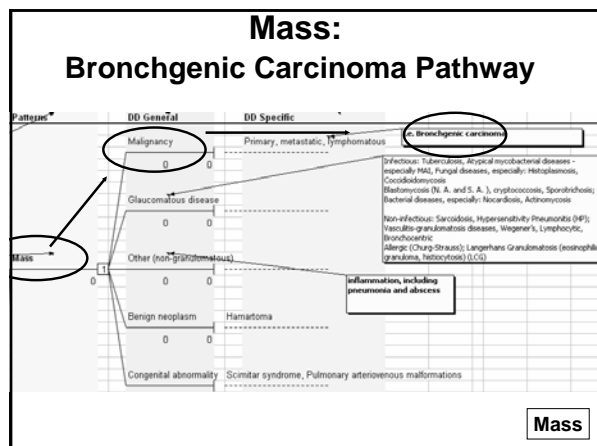 Mass:
Bronchgenic Carcinoma Pathway
Patterns
DD General
DD Specific
Malignancy
Primary, metastatic, lymphomatous
i.e. Bronchgenic carcinoma
0 0
Infectious: Tuberculosis, Atypical mycobacterial diseases -
especially MAI, Fungal diseases, especially: Histoplasmosis,
Coccidioidomycosis
Blastomycosis (N. A. and S. A. ), cryptococcosis, Sporotrichosis;
Bacterial diseases, especially: Nocardiosis, Actinomycosis
Non-infectious: Sarcoidosis, Hypersensitivity Pneumonitis (HP);
Vasculitis-granulomatosis diseases, Wegener's, Lymphocytic,
Bronchocentric
Allergic (Churg-Strauss); Langerhans Granulomatosis (eosinophilic
granuloma, histiocytosis) (LCG)
Glaucomatous disease
0 0
Mass
1
0
Other (non-granulomatous)
0 0
inflammation, including
pneumonia and abscess
Benign neoplasm
Hamartoma
0 0
Congenital abnormality
Scimitar syndrome, Pulmonary arteriovenous malformations
Mass